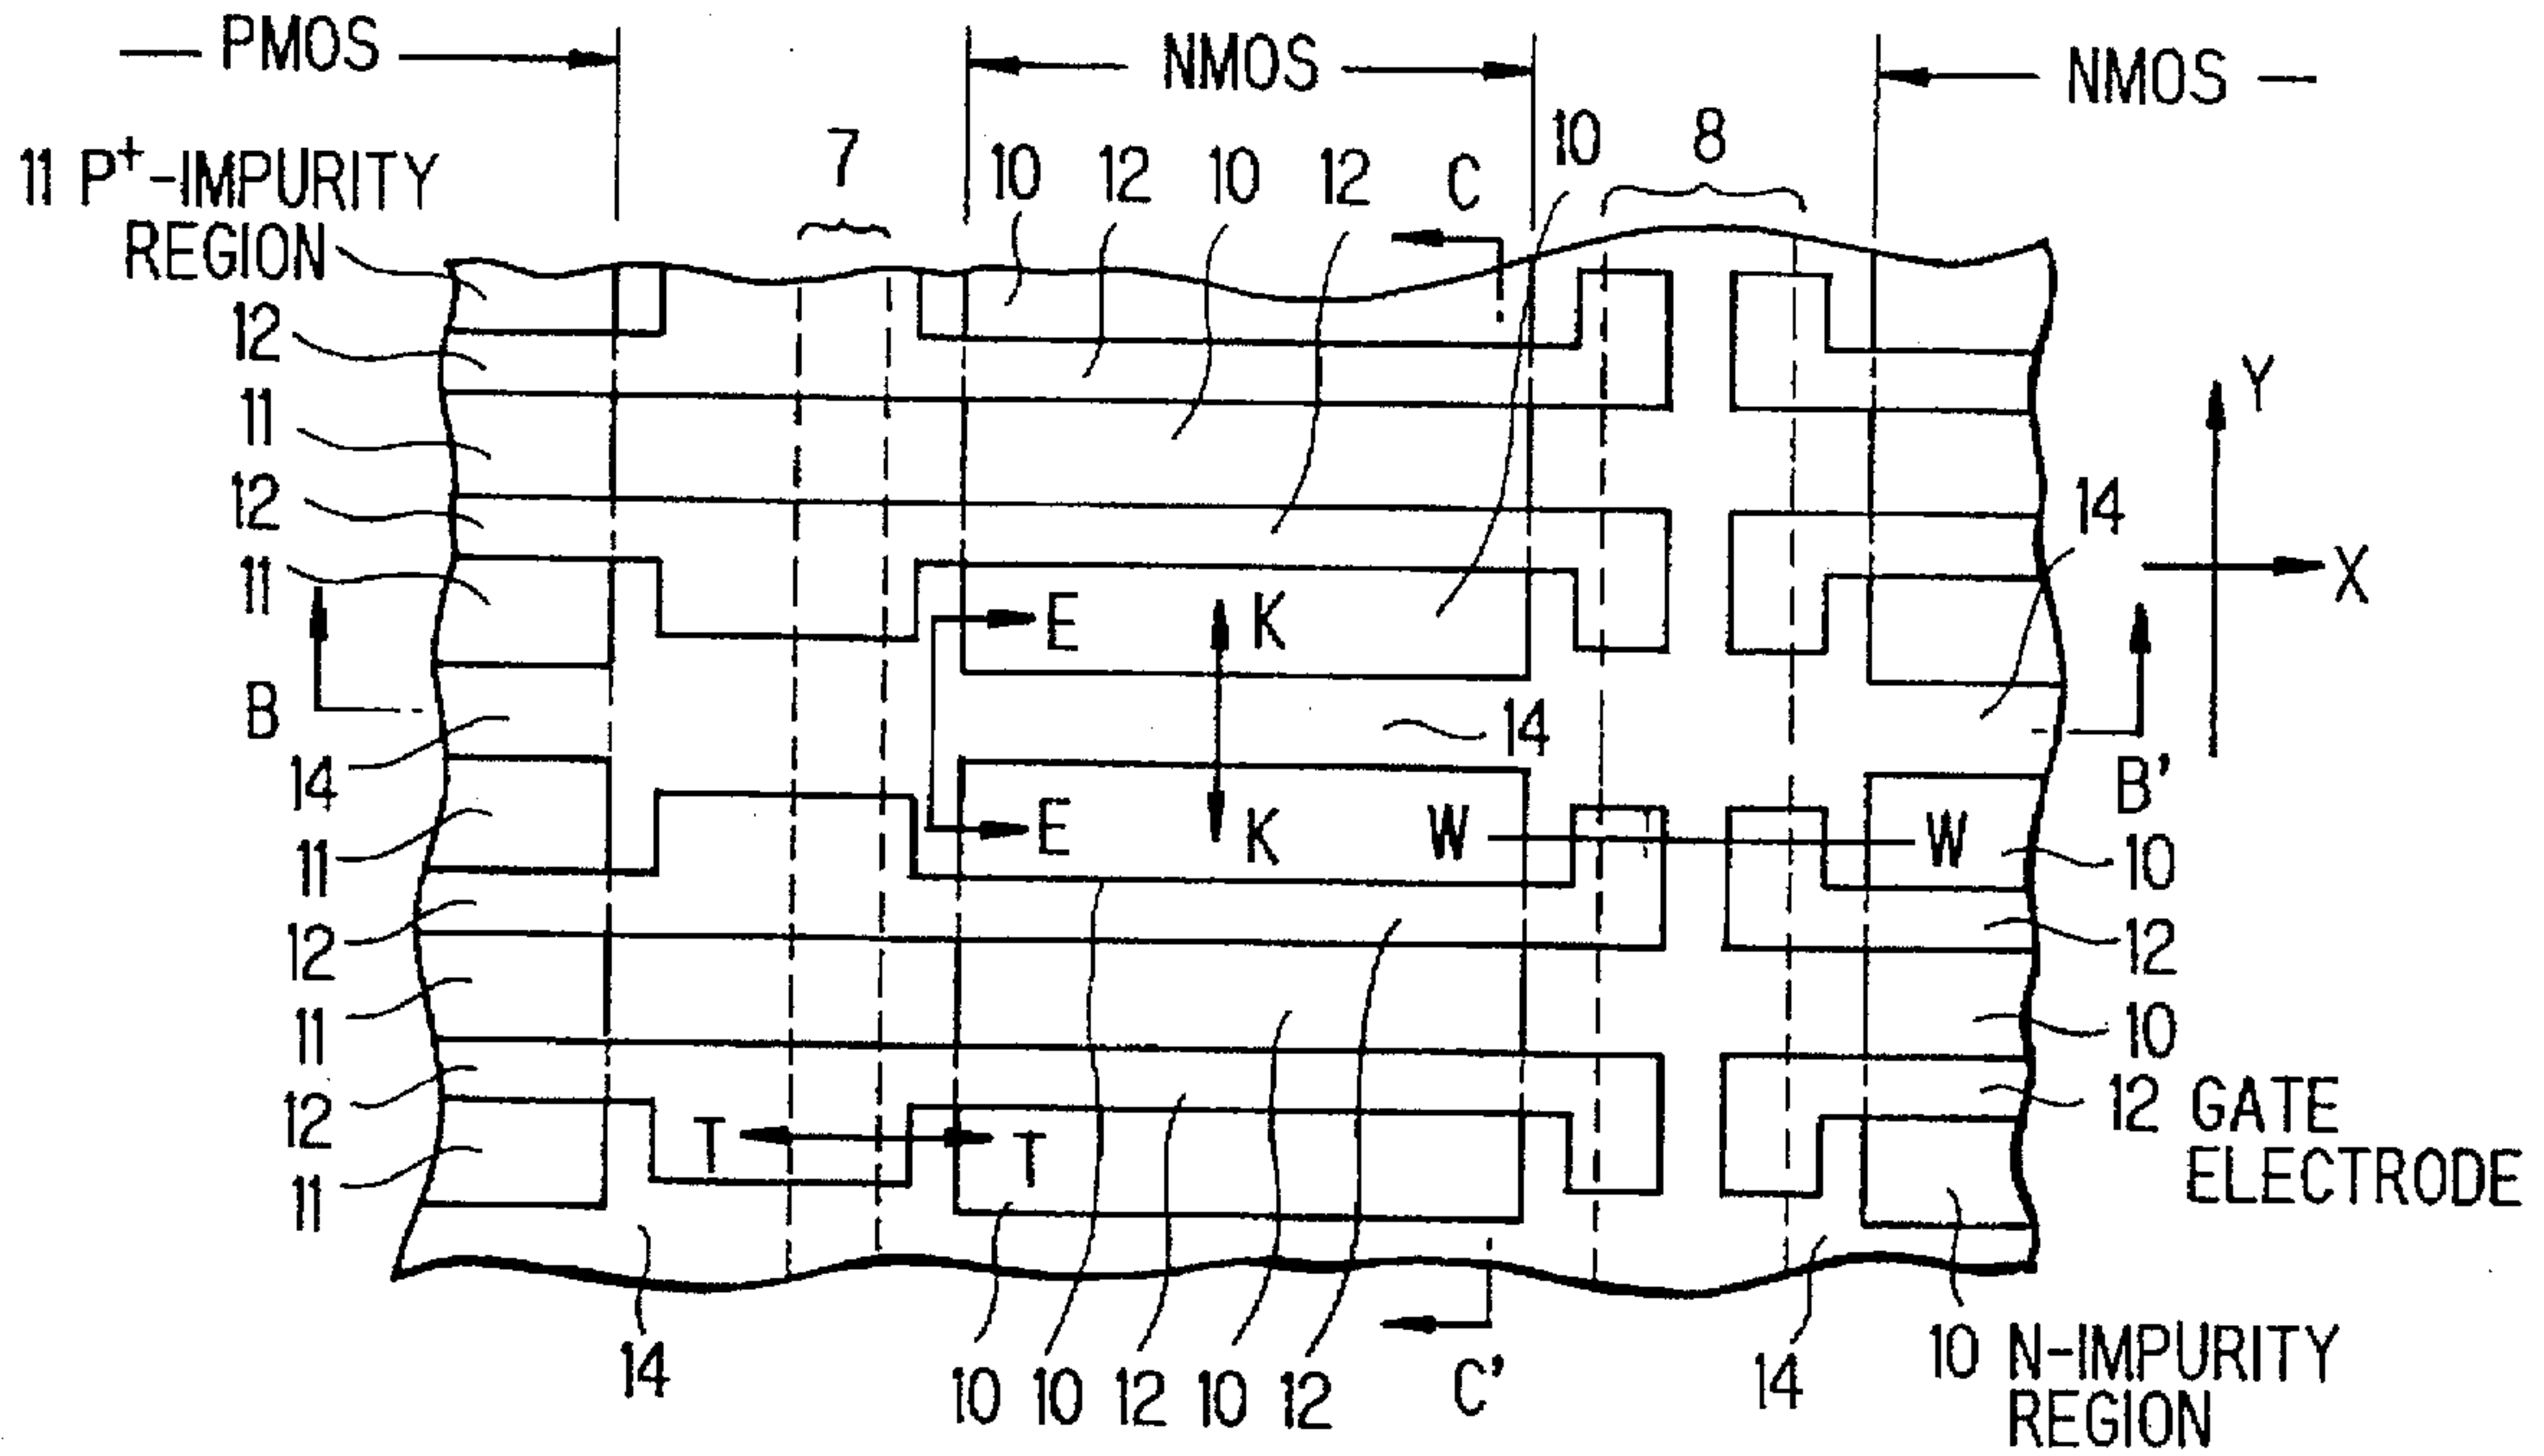 PMOS
NMOS
NMOS
7
8
10
10
12
10
12
C
11 P+-IMPURITY
REGION
12
11
12
11
Y
X
14
E
K
B
14
14
B'
E
K
W
W
11
10
12
12
11
10
12
12 GATE
ELECTRODE
T
T
11
14
10
10
12
10
12
C'
14
10 N-IMPURITY
REGION